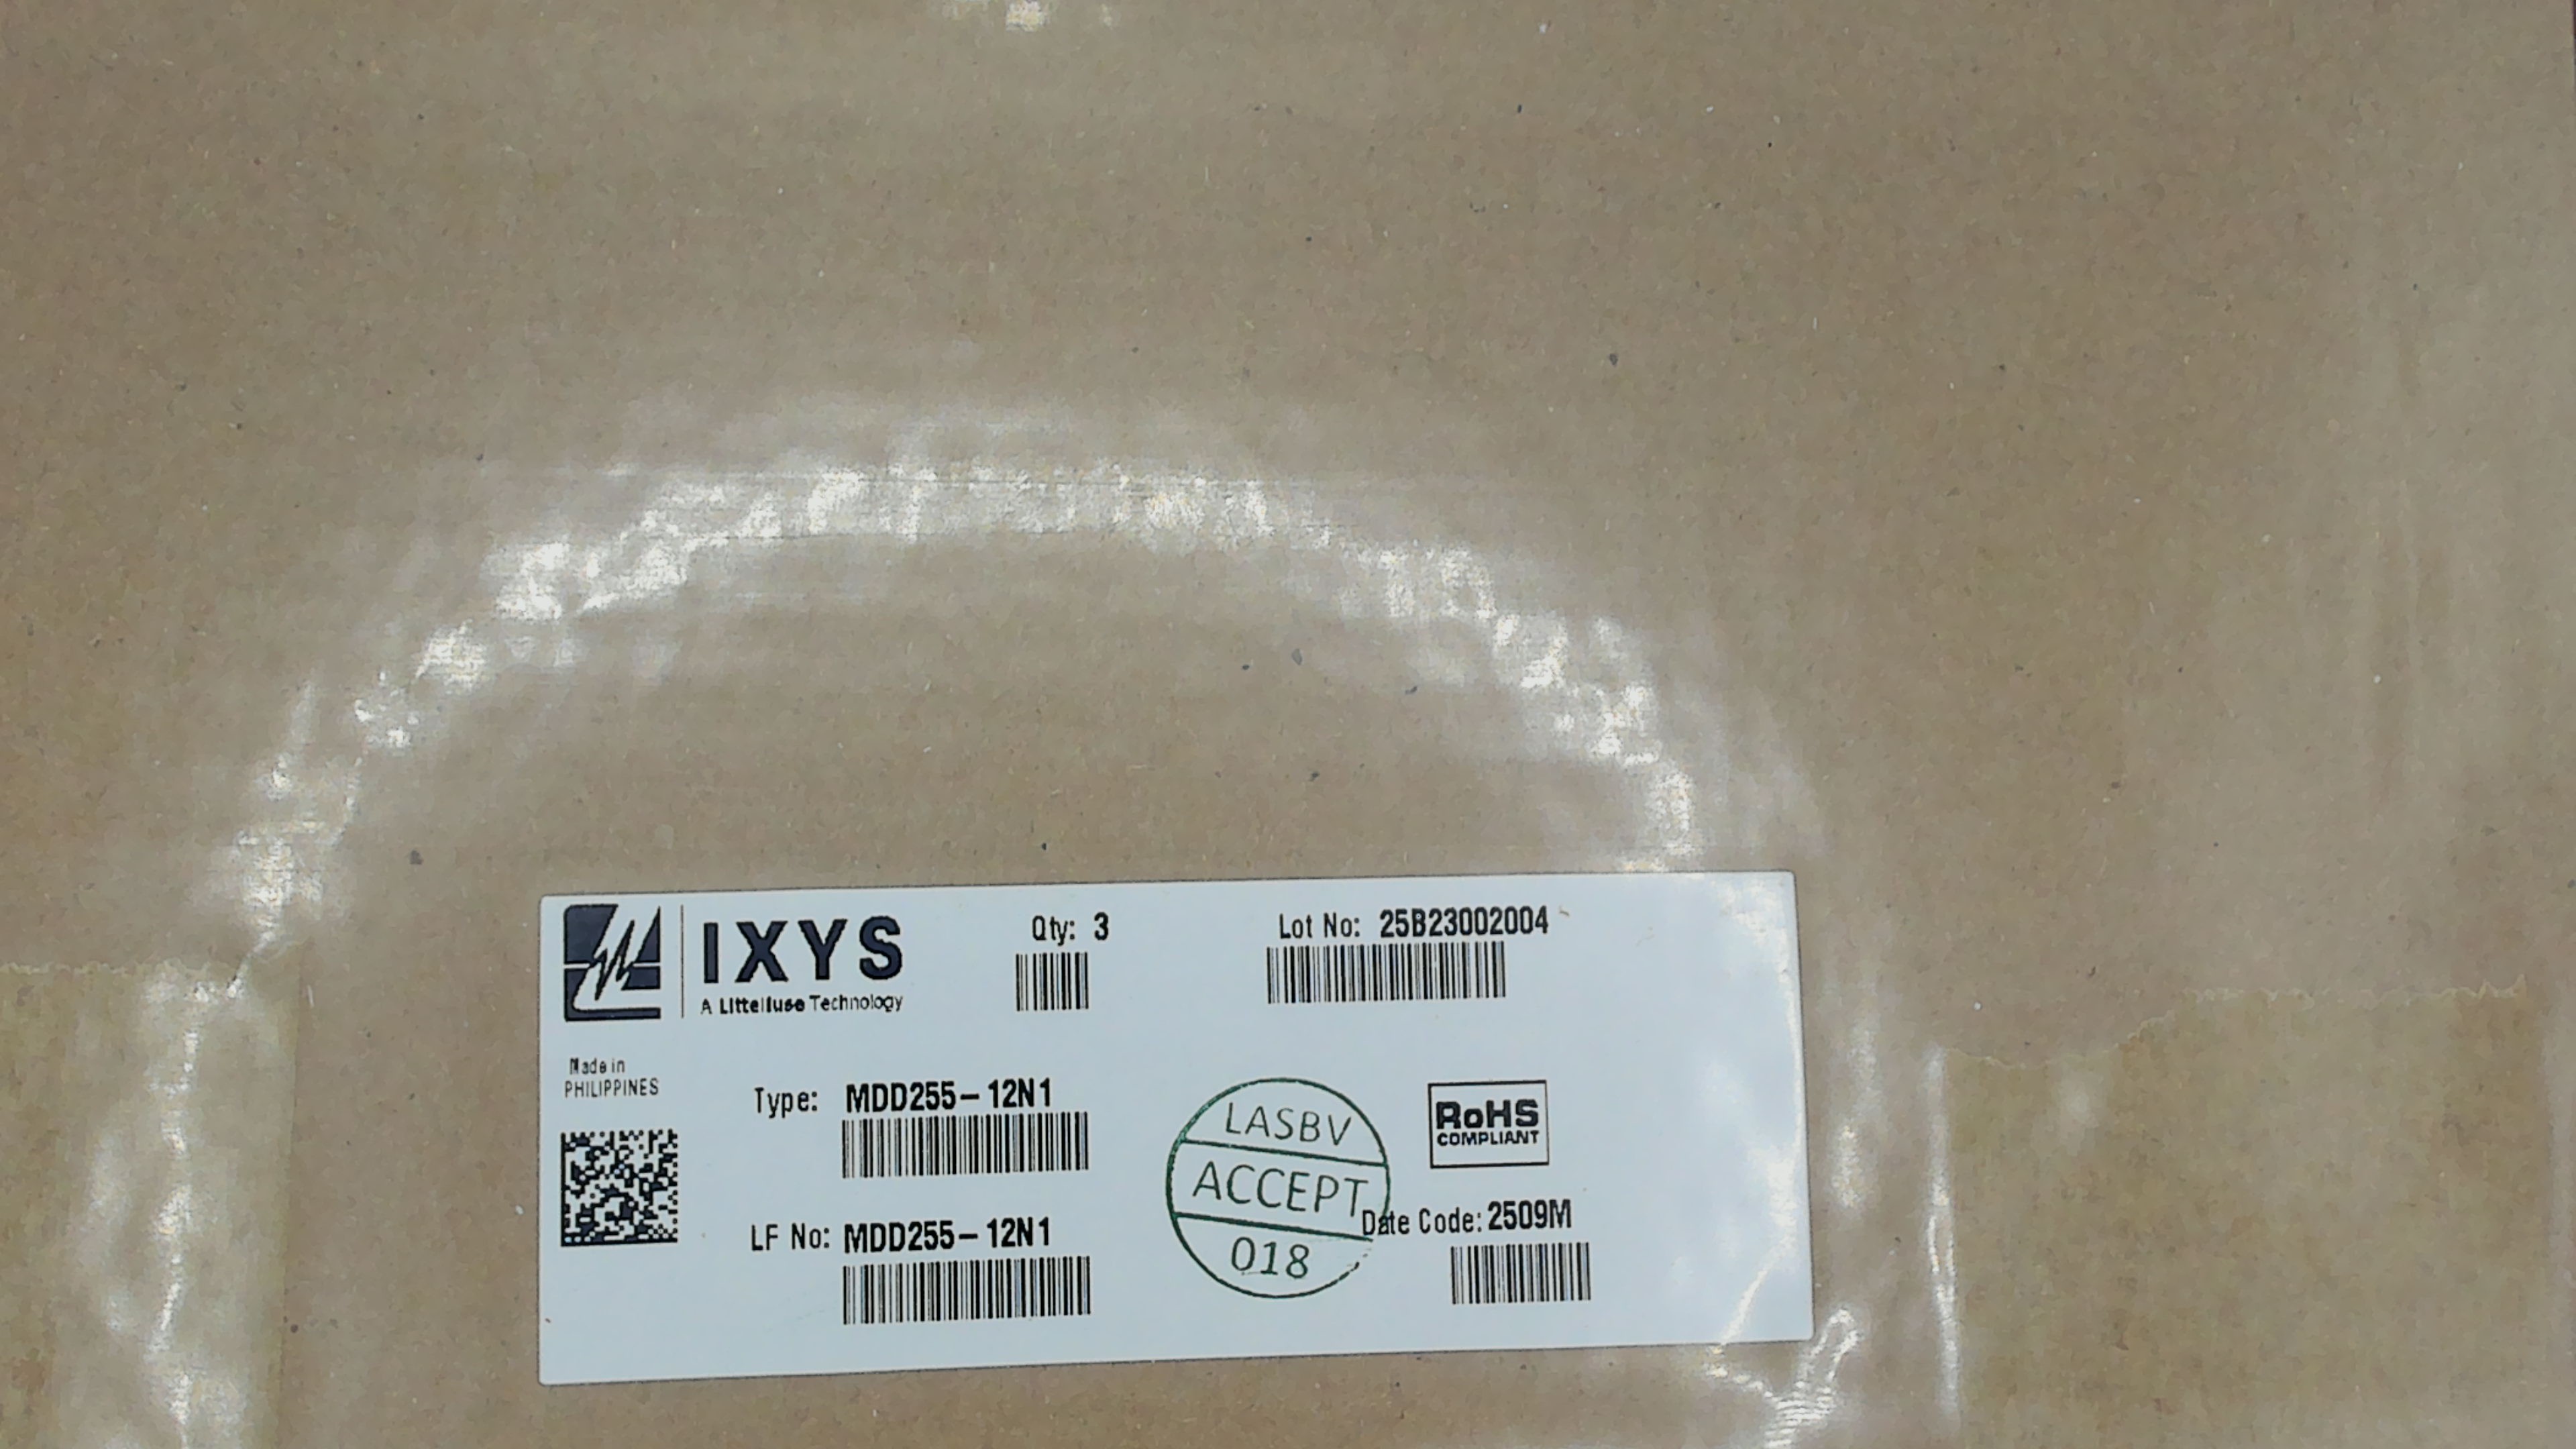 IXYS
A Littelfuse Technology
Qty: 3
Lot No: 25B23002004
Made in
PHILIPPINES
Type: MDD255-12N1
LF No: MDD255-12N1
LASBV
ACCEPT
018
RoHS
COMPLIANT
Date Code: 2509M